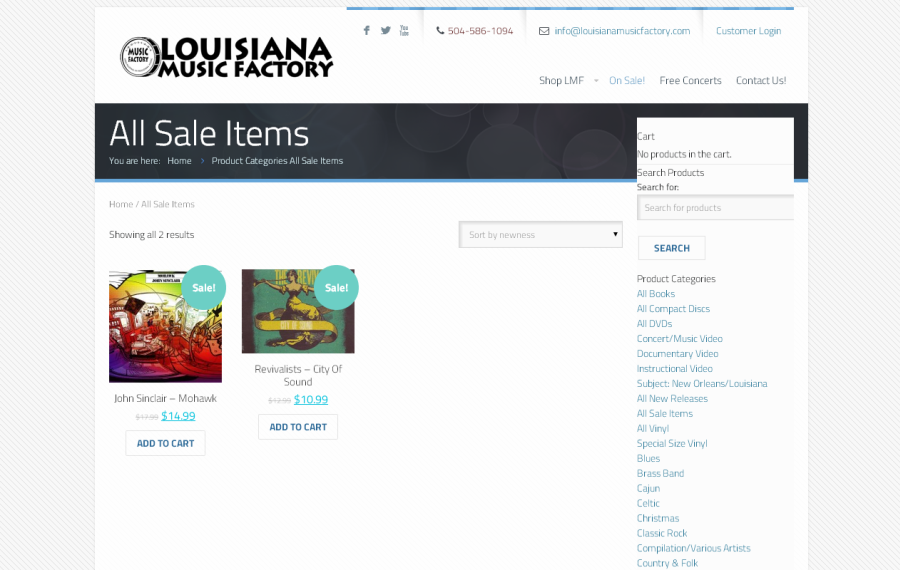 504-586-1094
info@louisianamusicfactory.com
Customer Login
MUSIC FACTORY
LOUISIANA
MUSIC FACTORY
Shop LMF
On Sale!
Free Concerts
Contact Us!
All Sale Items
You are here: Home > Product Categories All Sale Items
Home / All Sale Items
Showing all 2 results
Sort by newness
Sale!
John Sinclair – Mohawk
$17.99 $14.99
ADD TO CART
Sale!
CITY OF SOUND
Revivalists – City Of
Sound
$12.99 $10.99
ADD TO CART
Cart
No products in the cart.
Search Products
Search for:
Search for products
SEARCH
Product Categories
All Books
All Compact Discs
All DVDs
Concert/Music Video
Documentary Video
Instructional Video
Subject: New Orleans/Louisiana
All New Releases
All Sale Items
All Vinyl
Special Size Vinyl
Blues
Brass Band
Cajun
Celtic
Christmas
Classic Rock
Compilation/Various Artists
Country & Folk